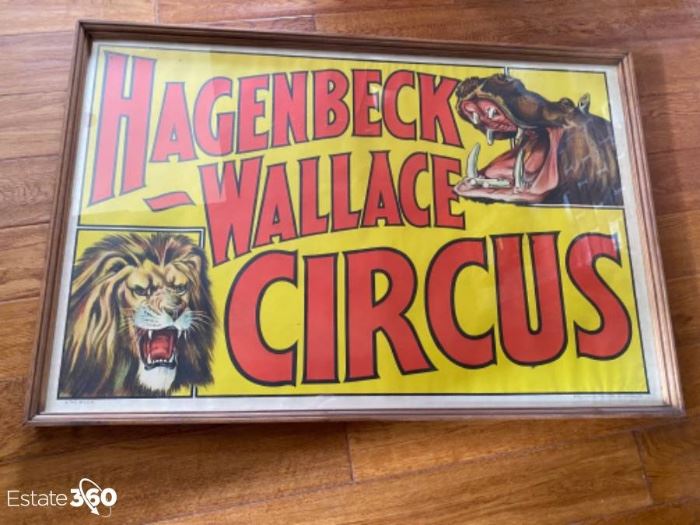 HAGENBECK
-WALLACE
CIRCUS
Estate360